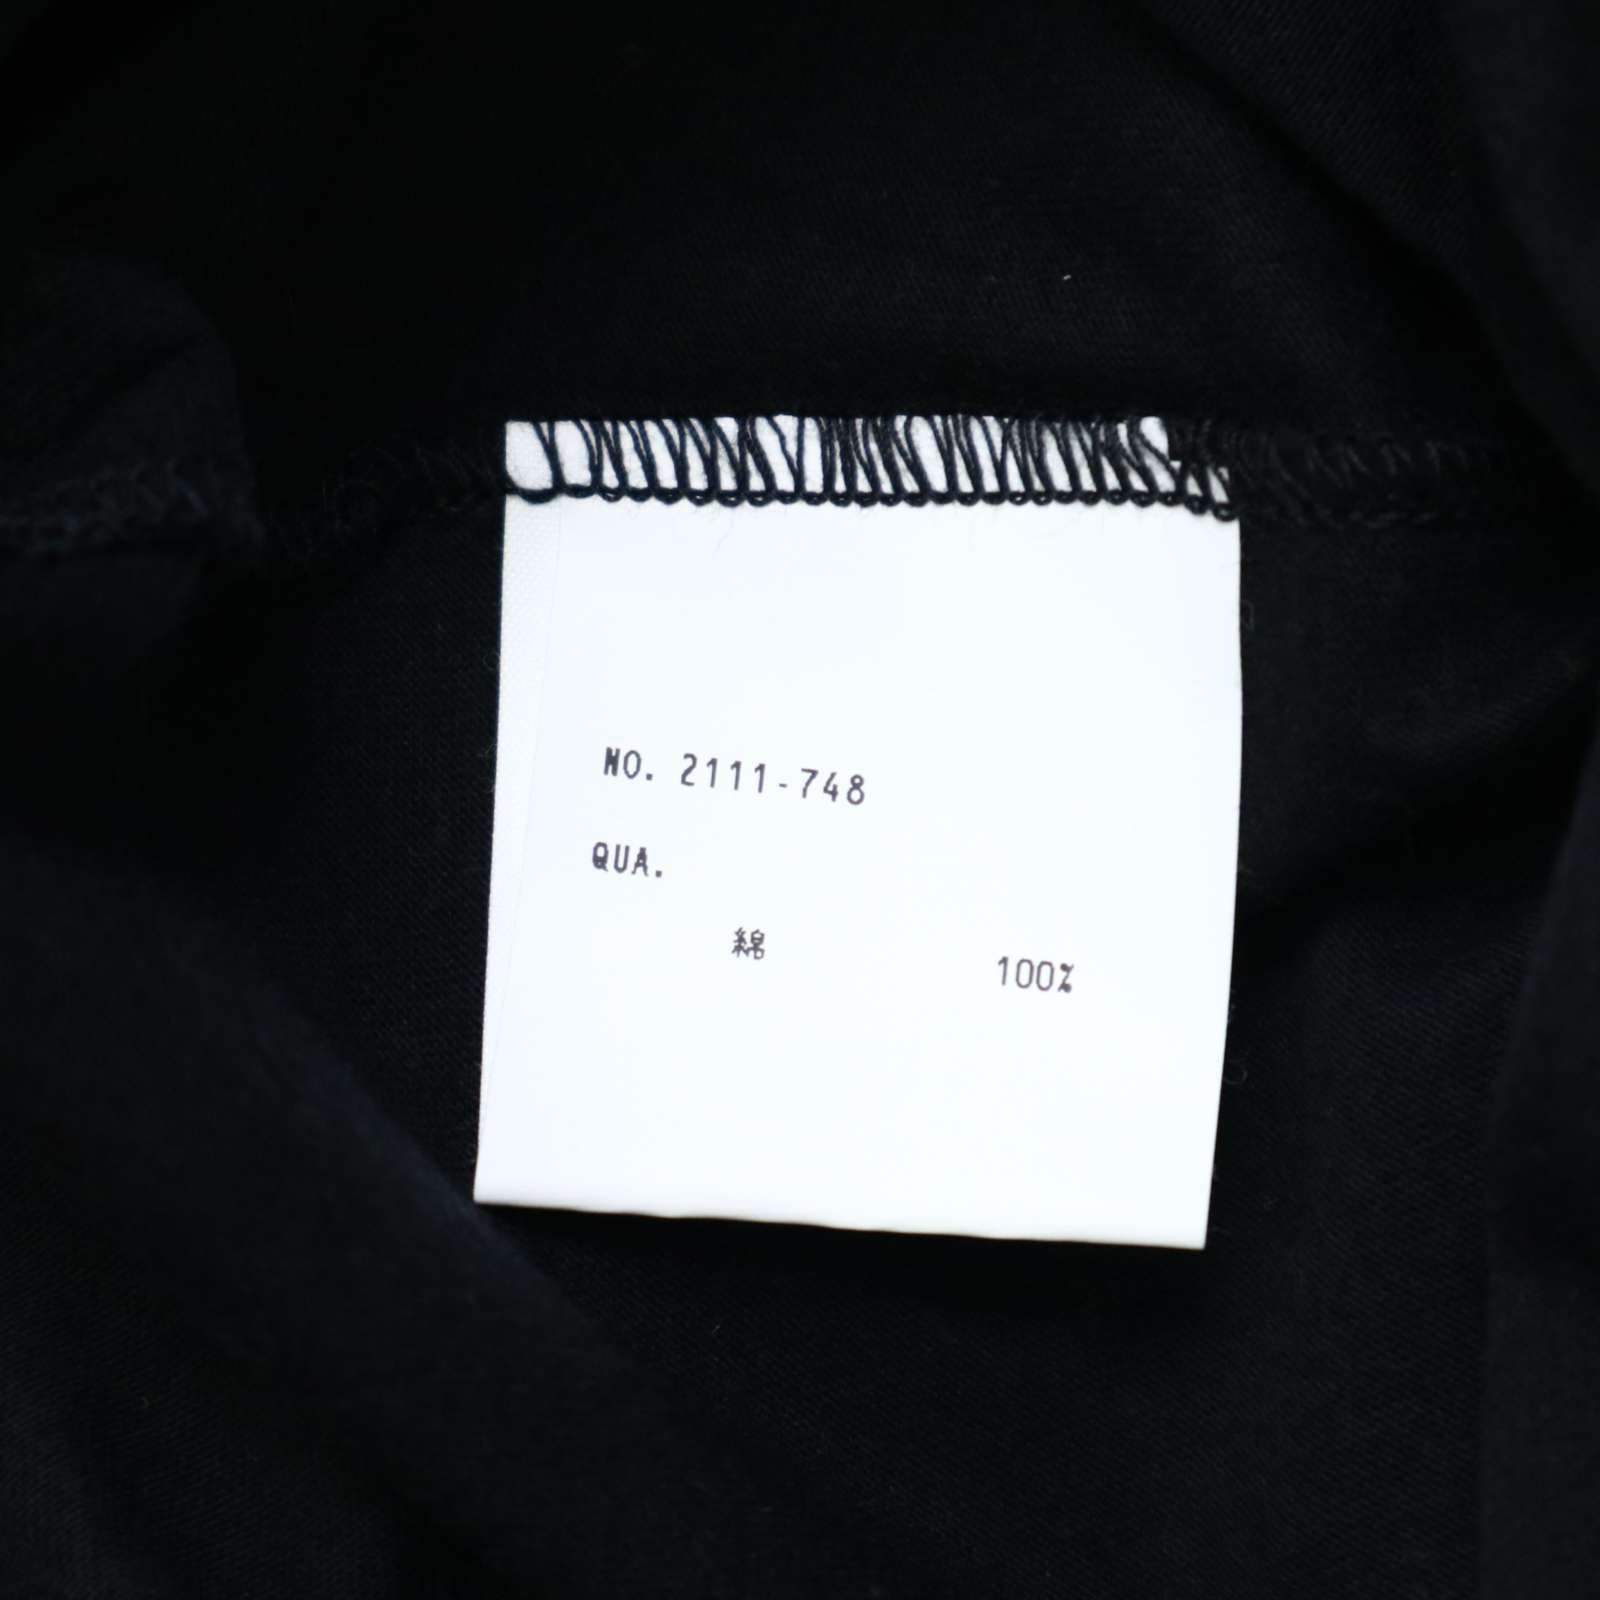 NO. 2111-748
QUA.
綿 100%